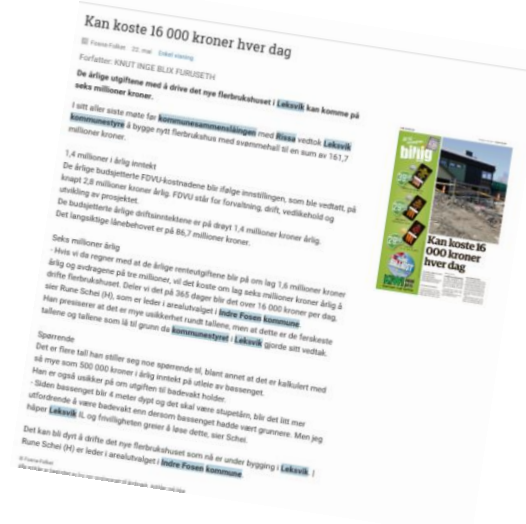 Kan koste 16 000 kroner hver dag
Fosna-Folket 22. mai Enkel visning
Forfatter: KNUT INGE BLIX FURUSETH
De årlige utgiftene med å drive det nye flerbrukshuset i Leksvik kan komme på
seks millioner kroner.
I sitt aller siste møte før kommunesammenslåingen med Rissa vedtok Leksvik
kommunestyre å bygge nytt flerbrukshus med svømmehall til en sum av 161,7
millioner kroner.
1,4 millioner i årlig inntekt
De årlige budsjetterte FDVU-kostnadene blir ifølge innstillingen, som ble vedtatt, på
knapt 2,8 millioner kroner årlig. FDVU står for forvaltning, drift, vedlikehold og
utvikling av prosjektet.
De budsjetterte årlige driftsinntektene er på drøyt 1,4 millioner kroner årlig.
Det langsiktige lånebehovet er på 86,7 millioner kroner.
Seks millioner årlig
- Hvis vi da regner med at de årlige renteutgiftene blir på om lag 1,6 millioner kroner
årlig og avdragene på tre millioner, vil det koste om lag seks millioner kroner årlig å
drifte flerbrukshuset. Deler vi det på 365 dager blir det over 16 000 kroner per dag,
sier Rune Schei (H), som er leder i arealutvalget i Indre Fosen kommune.
Han presiserer at det er mye usikkerhet rundt tallene, men at dette er de ferskeste
tallene og tallene som lå til grunn da kommunestyret i Leksvik gjorde sitt vedtak.
Spørrende
Det er flere tall han stiller seg noe spørrende til, blant annet at det er kalkulert med
så mye som 500 000 kroner i årlig inntekt på utleie av bassenget.
Han er også usikker på om utgiften til badevakt holder.
- Siden bassenget blir 4 meter dypt og det skal være stupetårn, blir det litt mer
utfordrende å være badevakt enn dersom bassenget hadde vært grunnere. Men jeg
håper Leksvik IL og frivilligheten greier å løse dette, sier Schei.
Det kan bli dyrt å drifte det nye flerbrukshuset som nå er under bygging i Leksvik. |
Rune Schei (H) er leder i arealutvalget i Indre Fosen kommune.
© Fosna-Folket
billig
Kan koste 16
000 kroner
hver dag
KIWI